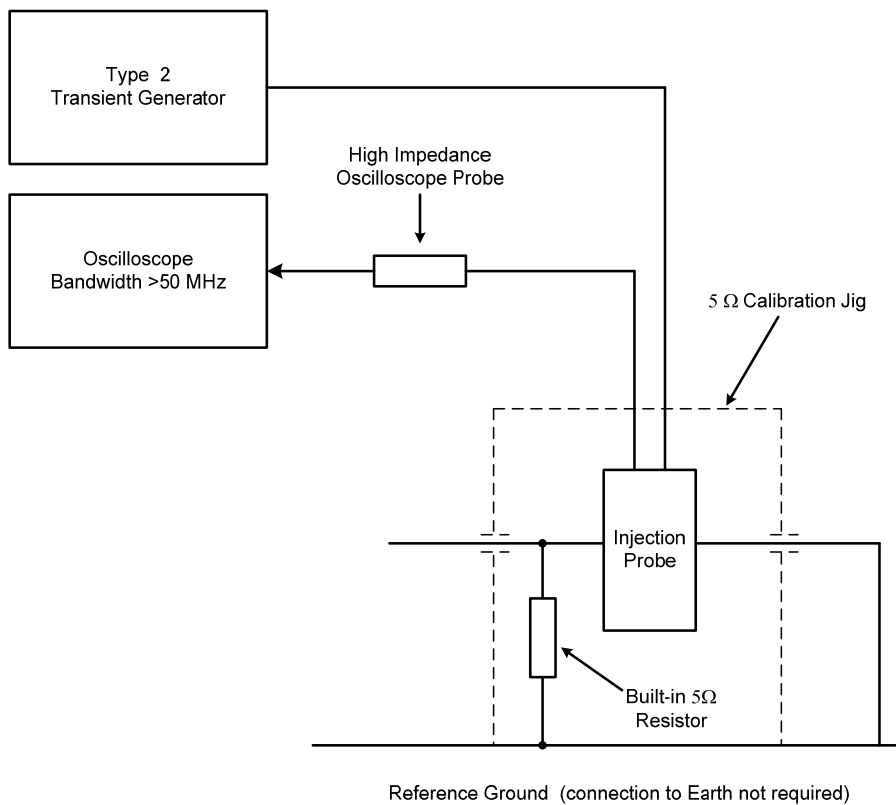 Type 2
Transient Generator
High Impedance
Oscilloscope Probe
Oscilloscope
Bandwidth >50 MHz
5 Ω Calibration Jig
Injection
Probe
Built-in 5Ω
Resistor
Reference Ground (connection to Earth not required)